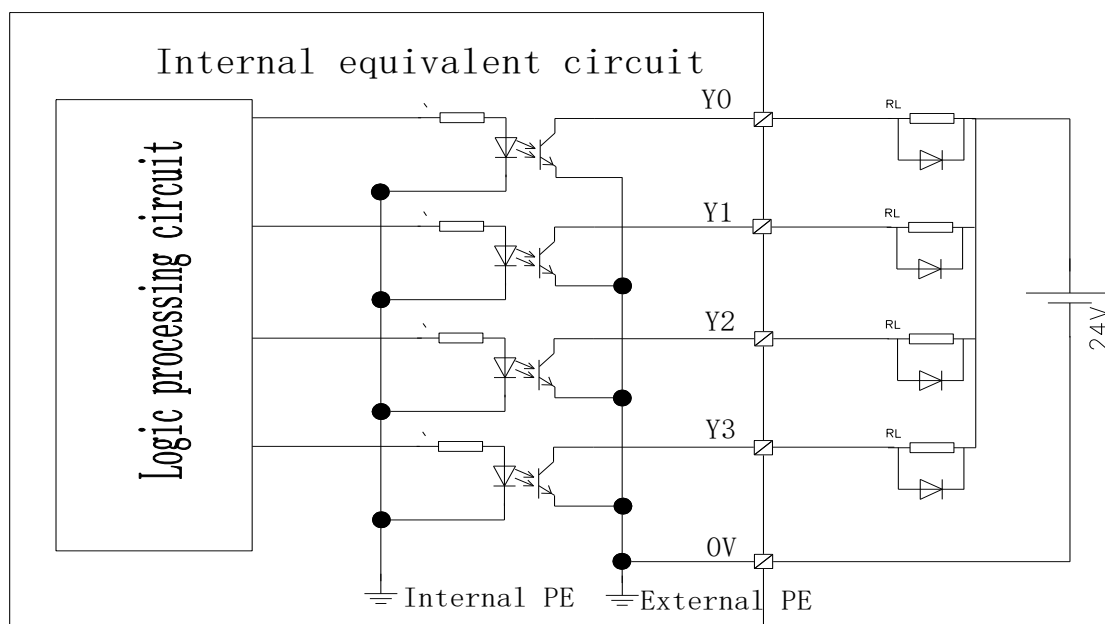 Internal equivalent circuit
Logic processing circuit
Y0
RL
Y1
RL
Y2
RL
Y3
RL
24V
0V
Internal PE
External PE